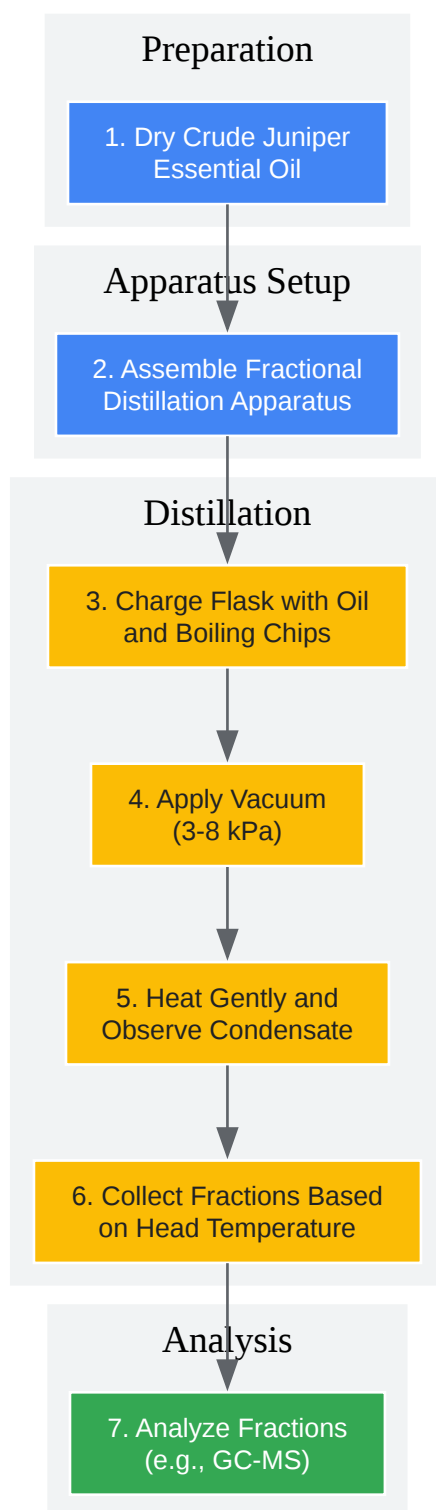 Preparation
1. Dry Crude Juniper
Essential Oil
Apparatus Setup
2. Assemble Fractional
Distillation Apparatus
Distillation
3. Charge Flask with Oil
and Boiling Chips
4. Apply Vacuum
(3-8 kPa)
5. Heat Gently and
Observe Condensate
6. Collect Fractions Based
on Head Temperature
Analysis
7. Analyze Fractions
(e.g., GC-MS)